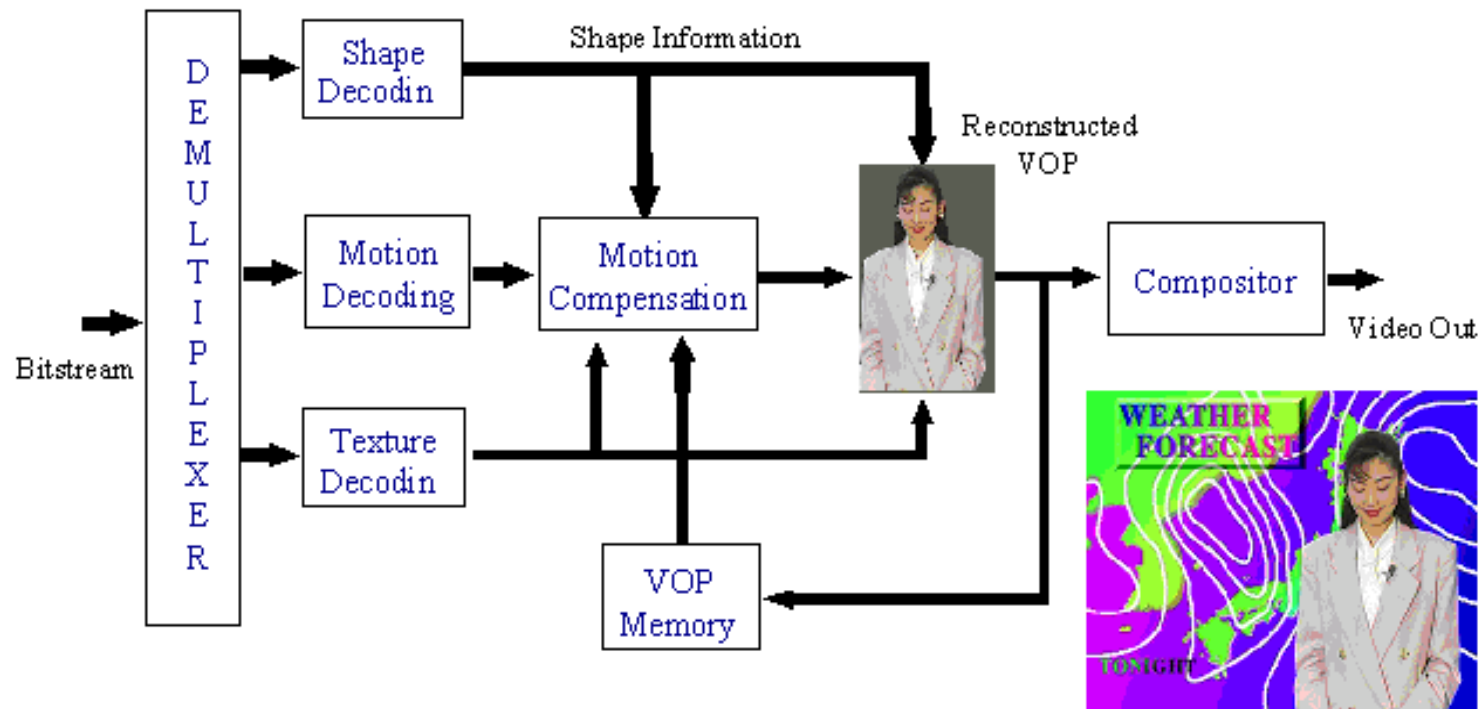 D
E
M
U
L
T
I
P
L
E
X
E
R
Bitstream
Shape
Decodin
Shape Information
Motion
Decoding
Motion
Compensation
Texture
Decodin
VOP
Memory
Reconstructed
VOP
Compositor
Video Out
WEATHER
FORECAST
TONIGHT